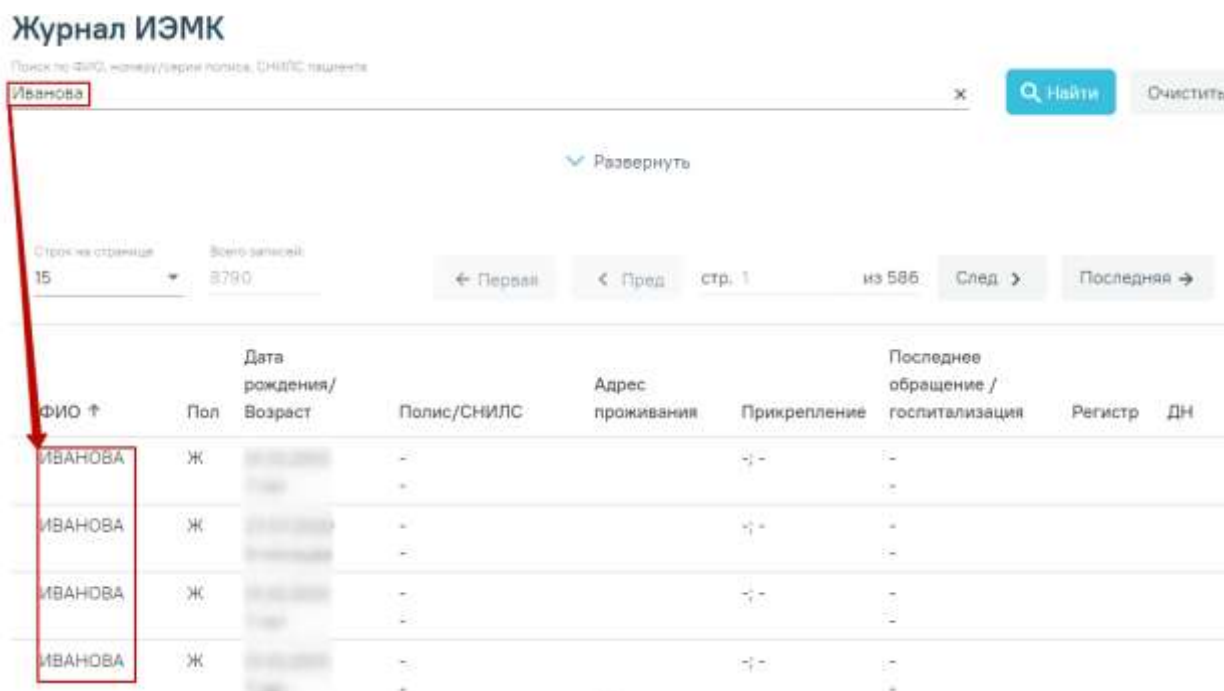 Журнал ИЭМК
Поиск по ФИО, номеру/серии полиса, СНИЛС пациента
Иванова × Найти Очистить
Развернуть
Строк на странице Всего записей:
15 8790 ← Первая < Пред стр. 1 из 586 След > Последняя →
Дата Последнее
рождения/ Адрес обращение /
ФИО ↑ Пол Возраст Полис/СНИЛС проживания Прикрепление госпитализация Регистр ДН
ИВАНОВА Ж - -; - -
- -
ИВАНОВА Ж - -; - -
- -
ИВАНОВА Ж - -; - -
- -
ИВАНОВА Ж - -; - -
- -